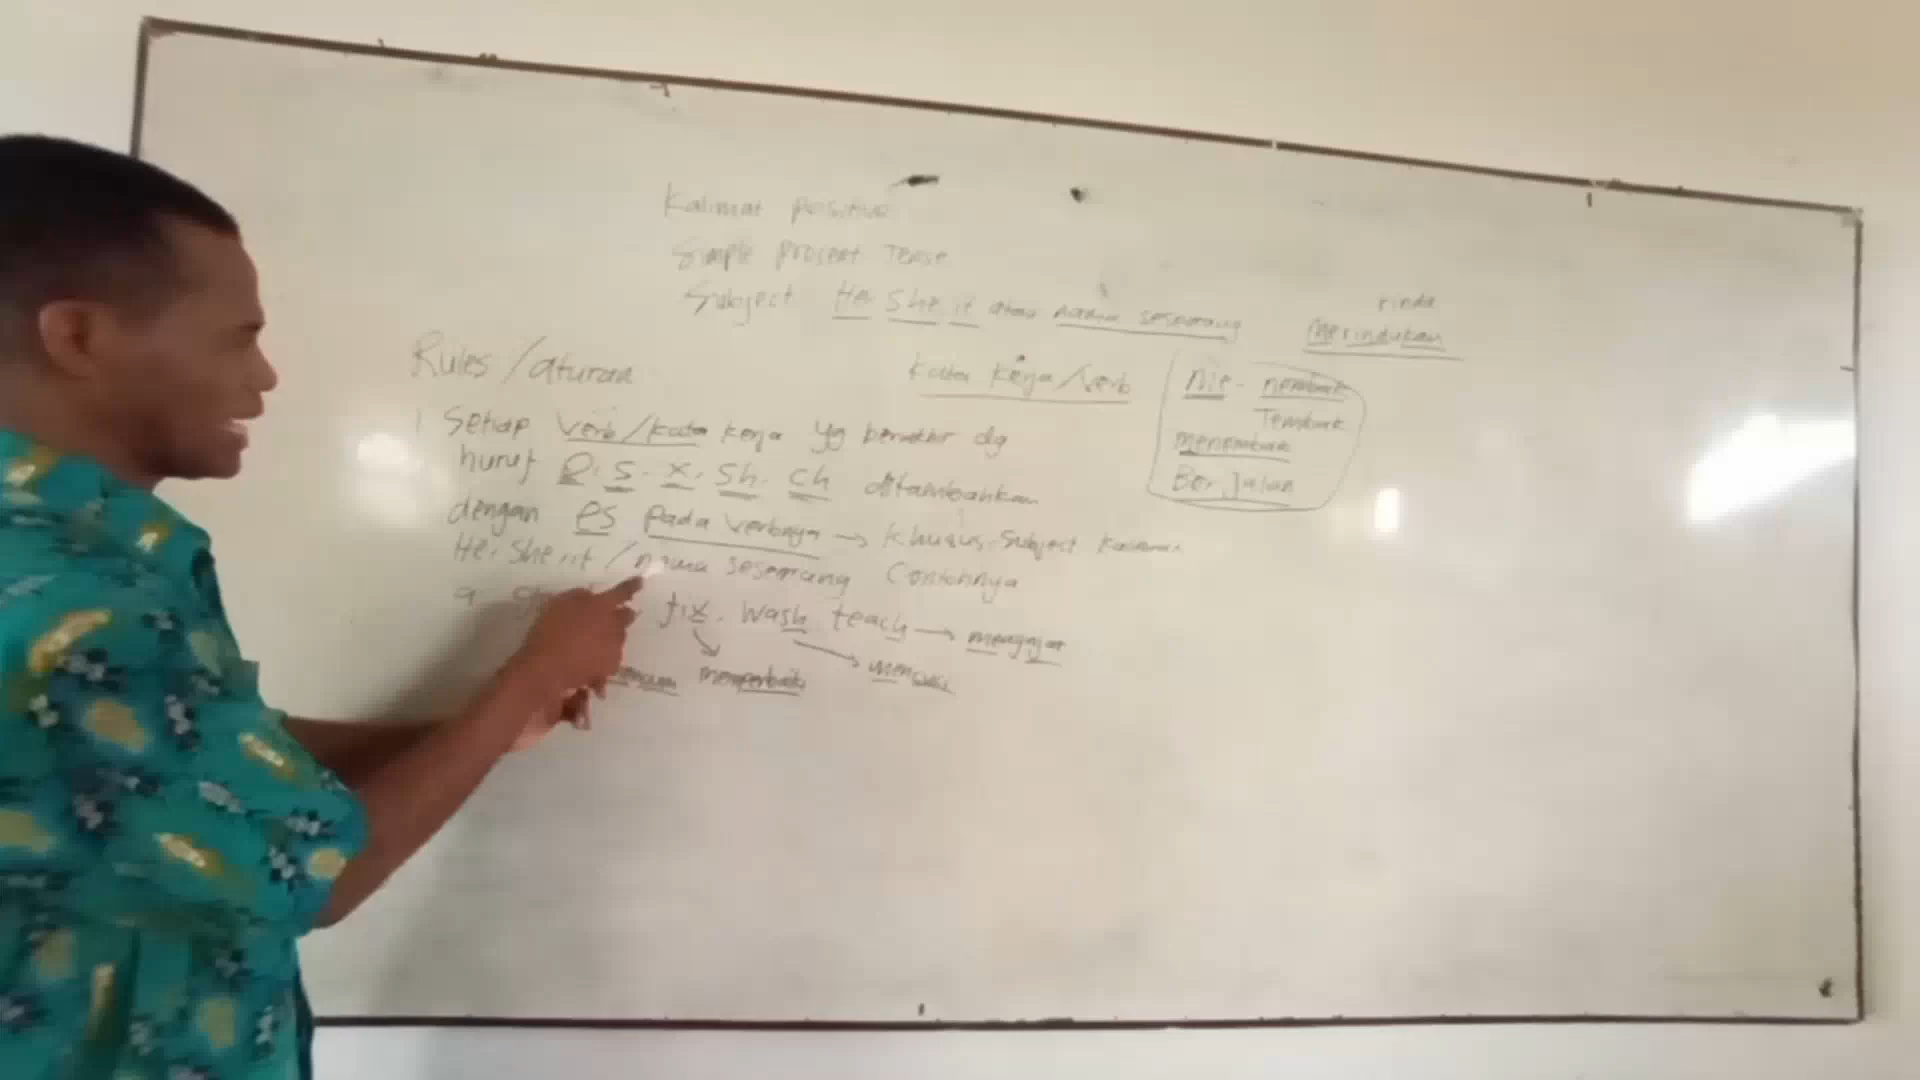 Kalimat positive
Simple present Tense
Subject He She, it atau nama seseorang
rindu
Merindukan
Rules/aturan
Kata Kerja/verb
Me - nembak
Tembak
menembak
Ber jalan
1 Setiap verb/kata kerja yg berakhir dg
huruf o. s. x. sh. ch ditambahkan
dengan es pada verbnya → Khusus Subject Kalimat
He, She, it / nama seseorang Contohnya
a fix. wash. teach → mengajar
memperbaiki mencuci